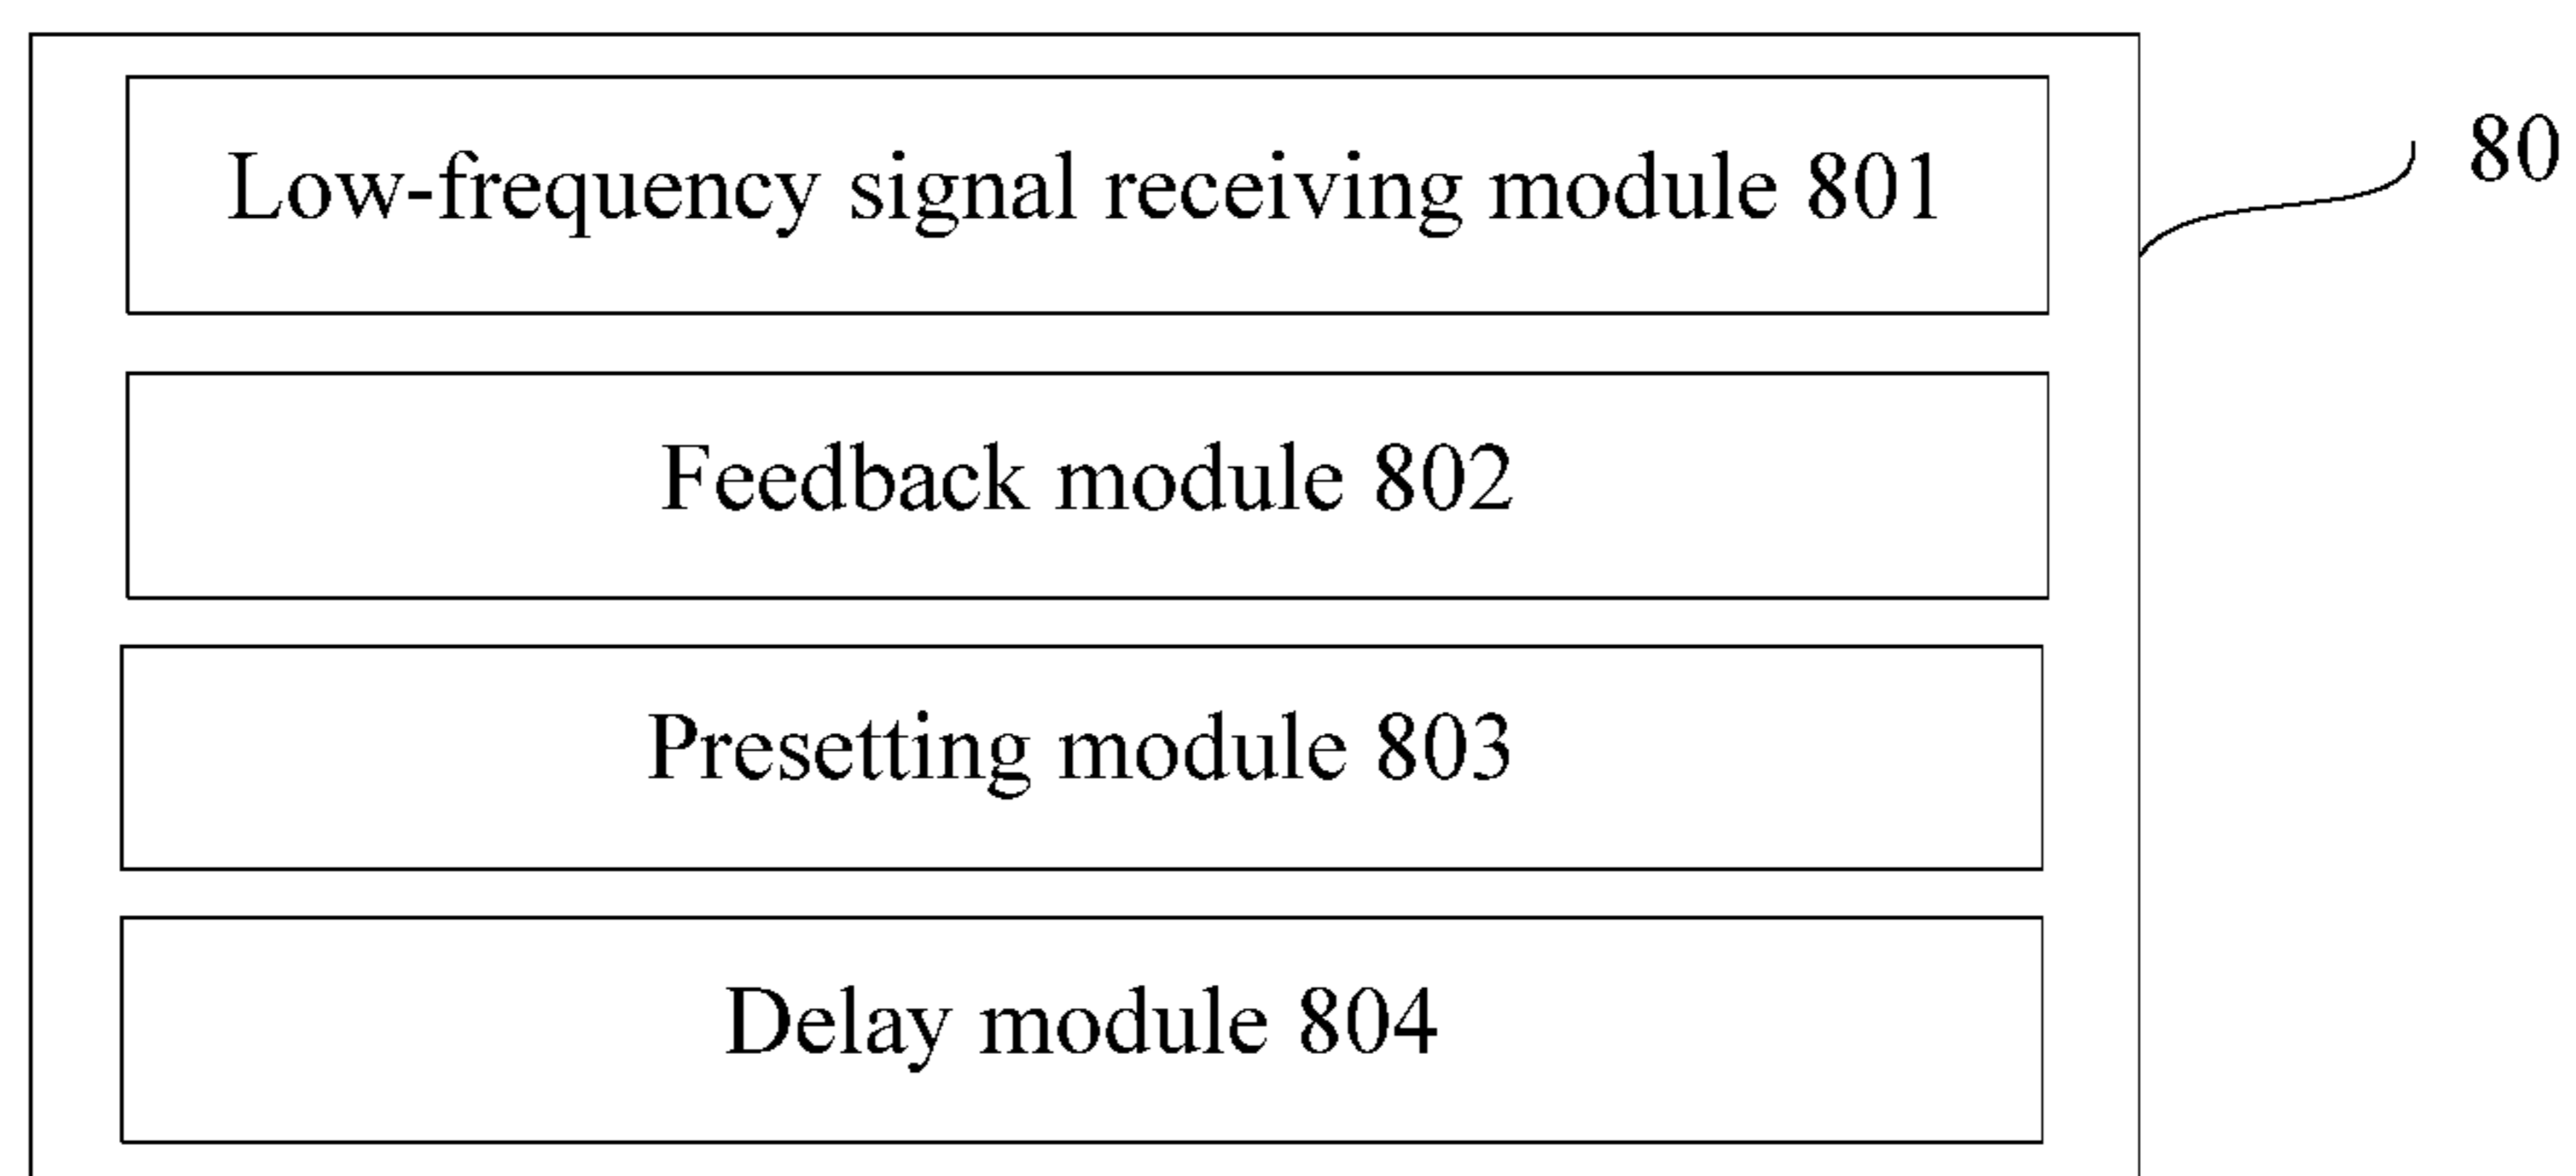 Low-frequency signal receiving module 801
80
Feedback module 802
Presetting module 803
Delay module 804